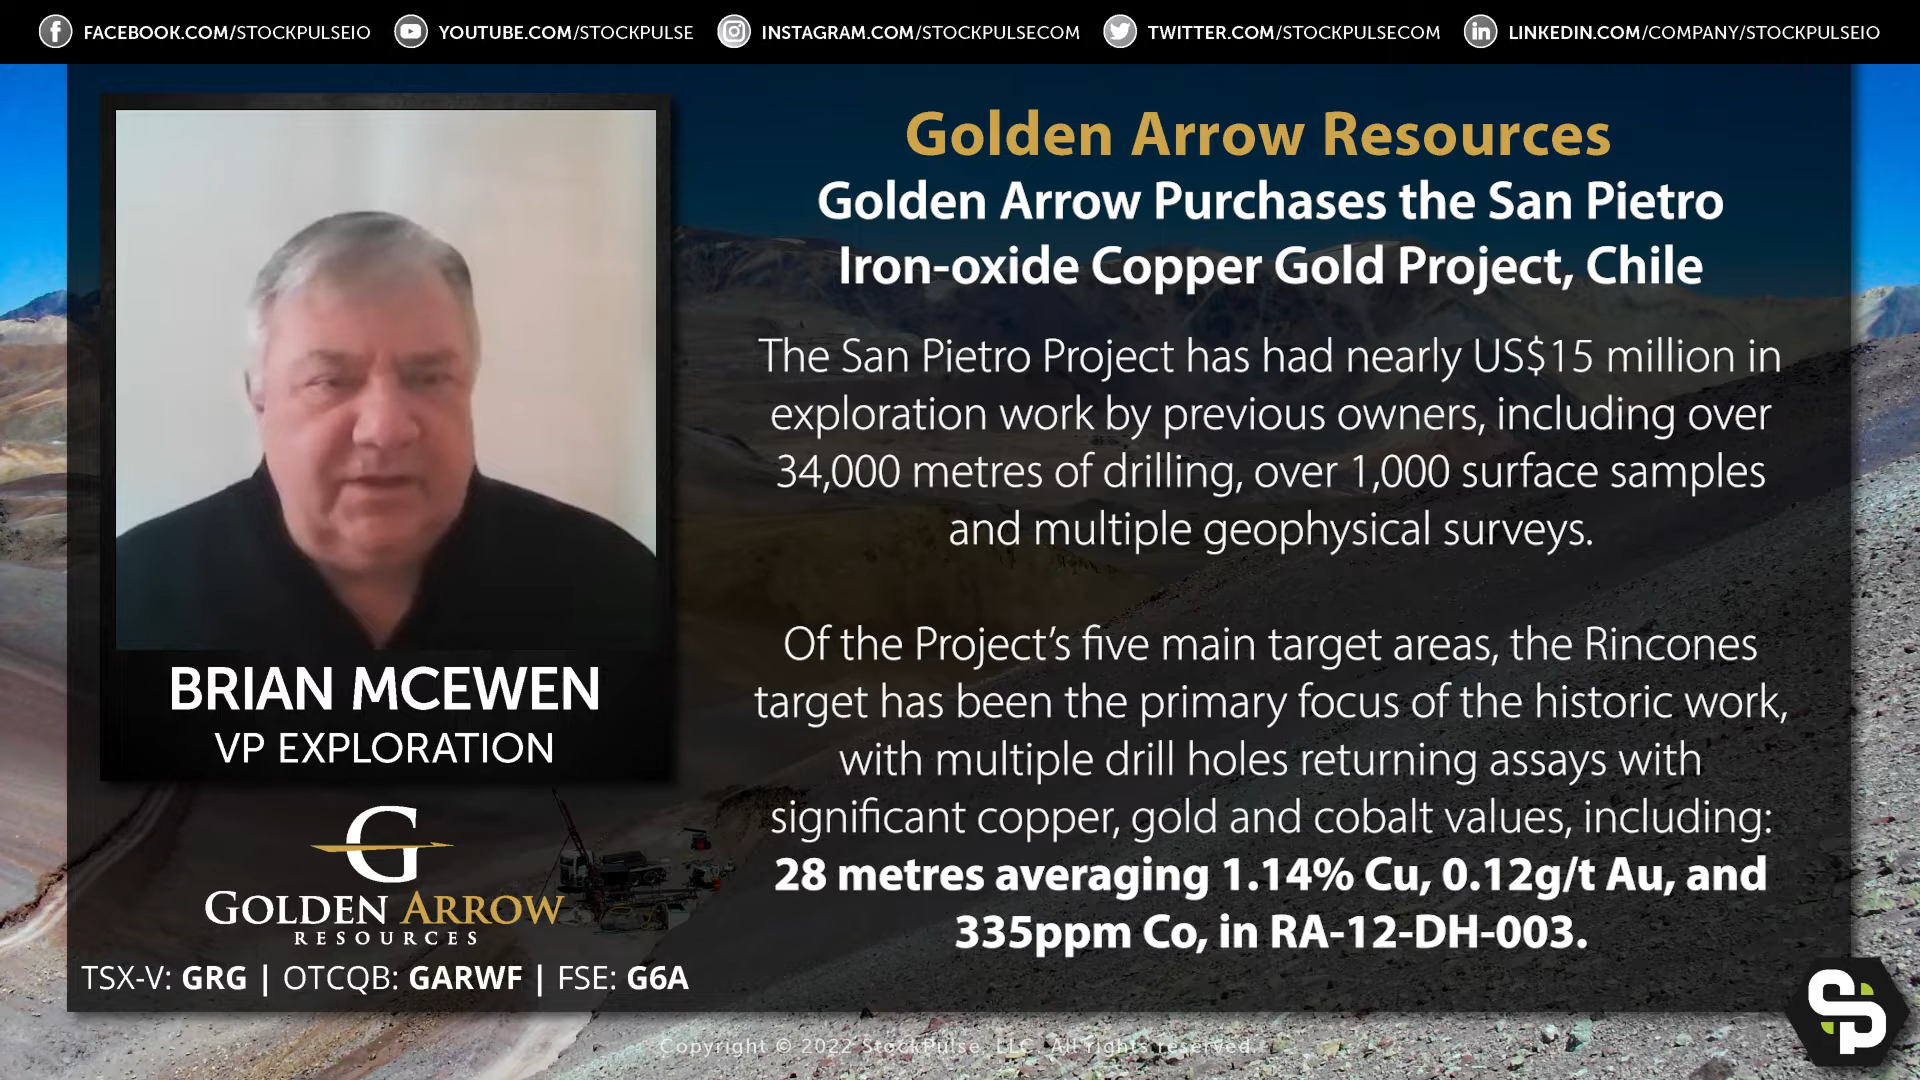 FACEBOOK.COM/STOCKPULSEIO YOUTUBE.COM/STOCKPULSE INSTAGRAM.COM/STOCKPULSECOM TWITTER.COM/STOCKPULSECOM LINKEDIN.COM/COMPANY/STOCKPULSEIO
Golden Arrow Resources
Golden Arrow Purchases the San Pietro
Iron-oxide Copper Gold Project, Chile
The San Pietro Project has had nearly US$15 million in
exploration work by previous owners, including over
34,000 metres of drilling, over 1,000 surface samples
and multiple geophysical surveys.
Of the Project's five main target areas, the Rincones
target has been the primary focus of the historic work,
with multiple drill holes returning assays with
significant copper, gold and cobalt values, including:
28 metres averaging 1.14% Cu, 0.12g/t Au, and
335ppm Co, in RA-12-DH-003.
BRIAN MCEWEN
VP EXPLORATION
G
GOLDEN ARROW
RESOURCES
TSX-V: GRG | OTCQB: GARWF | FSE: G6A
SP
Copyright © 2022 StockPulse, LLC. All rights reserved.